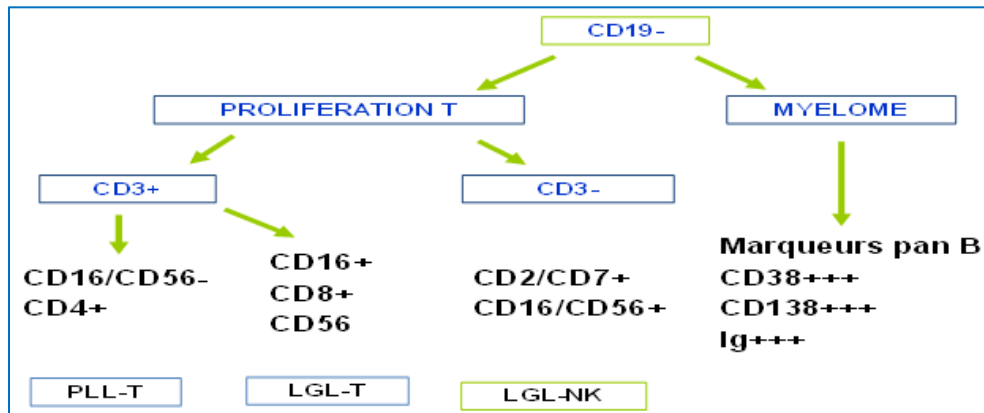 CD19-
PROLIFERATION T
MYELOME
CD3+
CD3-
CD16/CD56-
CD4+
CD16+
CD8+
CD56
CD2/CD7+
CD16/CD56+
Marqueurs pan B
CD38+++
CD138+++
Ig+++
PLL-T
LGL-T
LGL-NK